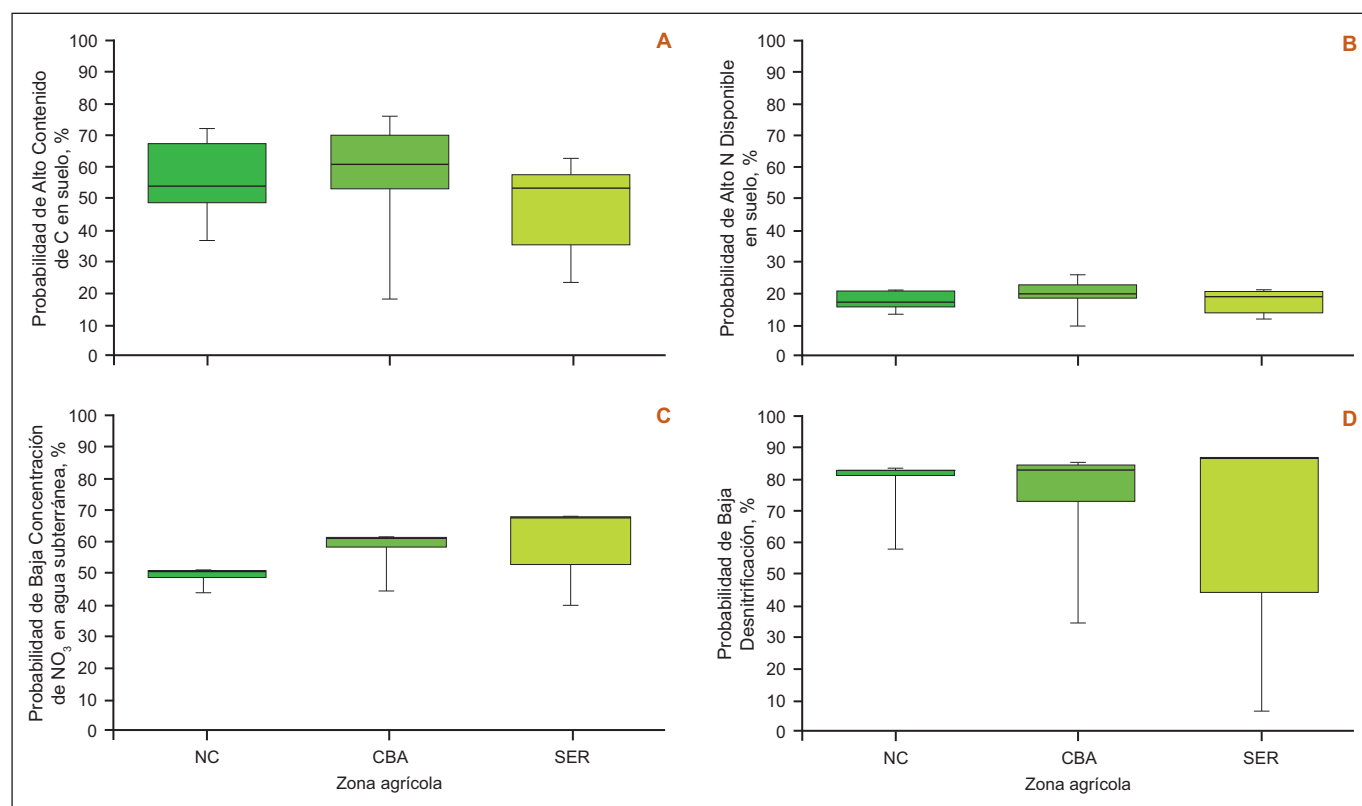 A
Probabilidad de Alto Contenido
de C en suelo, %
100
90
80
70
60
50
40
30
20
10
0
B
Probabilidad de Alto N Disponible
en suelo, %
100
90
80
70
60
50
40
30
20
10
0
C
Probabilidad de Baja Concentración
de NO₃ en agua subterránea, %
100
90
80
70
60
50
40
30
20
10
0
NC CBA SER
Zona agrícola
D
Probabilidad de Baja
Desnitrificación, %
100
90
80
70
60
50
40
30
20
10
0
NC CBA SER
Zona agrícola